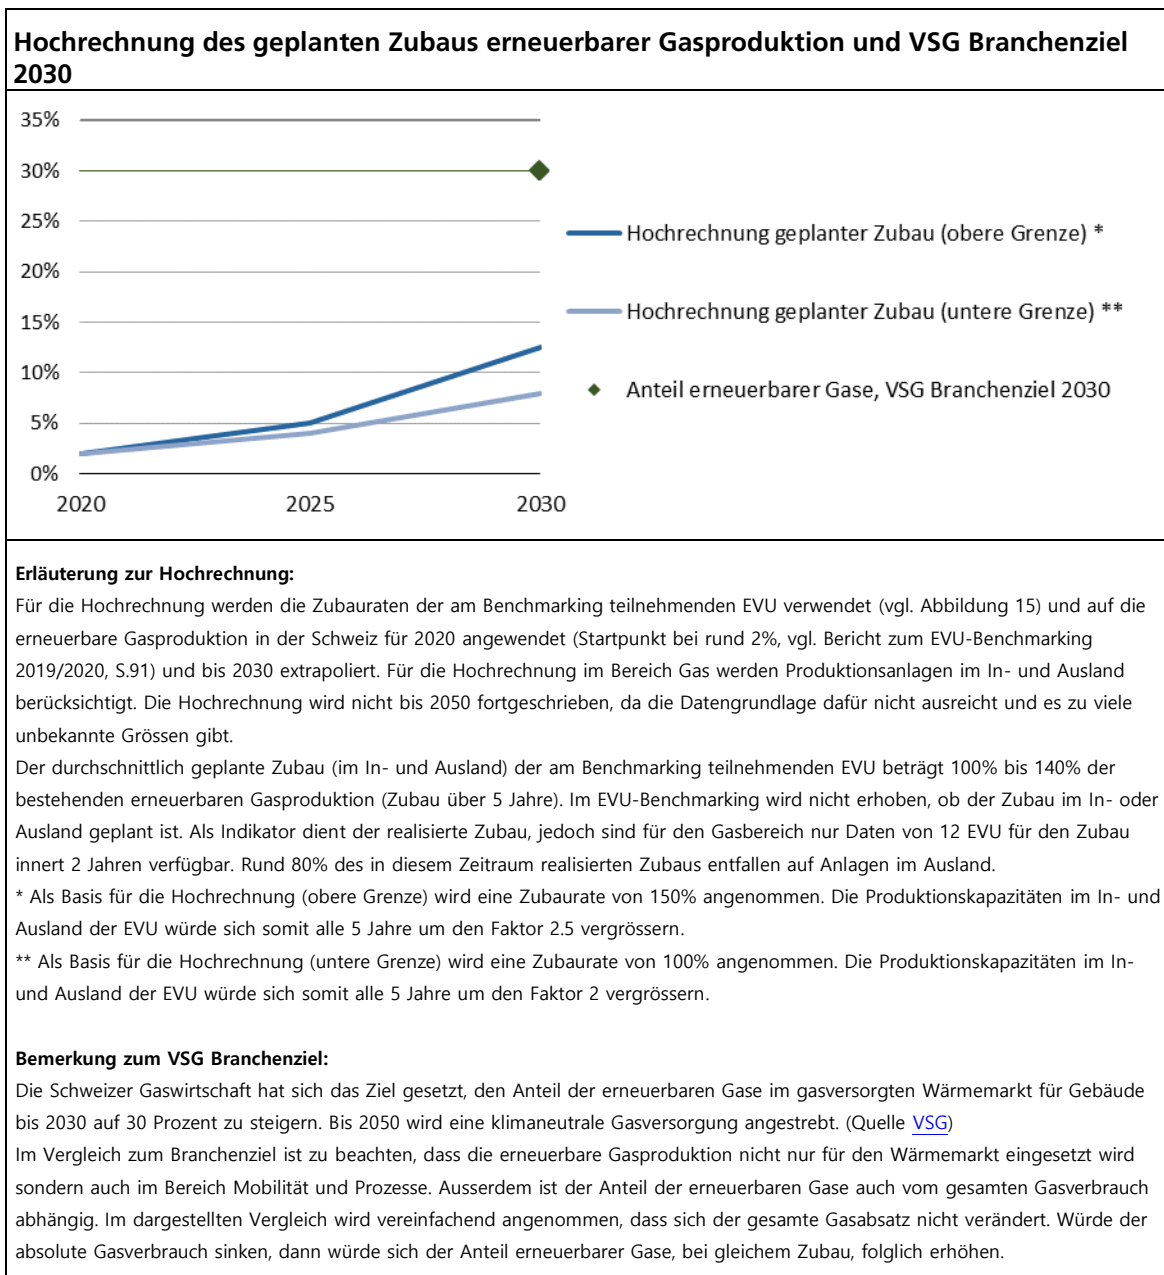 Hochrechnung des geplanten Zubaus erneuerbarer Gasproduktion und VSG Branchenziel
2030
35%
30%
25%
20%
15%
10%
5%
0%
2020
2025
2030
Hochrechnung geplanter Zubau (obere Grenze) *
Hochrechnung geplanter Zubau (untere Grenze) **
Anteil erneuerbarer Gase, VSG Branchenziel 2030
Erläuterung zur Hochrechnung:
Für die Hochrechnung werden die Zubauraten der am Benchmarking teilnehmenden EVU verwendet (vgl. Abbildung 15) und auf die
erneuerbare Gasproduktion in der Schweiz für 2020 angewendet (Startpunkt bei rund 2%, vgl. Bericht zum EVU-Benchmarking
2019/2020, S.91) und bis 2030 extrapoliert. Für die Hochrechnung im Bereich Gas werden Produktionsanlagen im In- und Ausland
berücksichtigt. Die Hochrechnung wird nicht bis 2050 fortgeschrieben, da die Datengrundlage dafür nicht ausreicht und es zu viele
unbekannte Grössen gibt.
Der durchschnittlich geplante Zubau (im In- und Ausland) der am Benchmarking teilnehmenden EVU beträgt 100% bis 140% der
bestehenden erneuerbaren Gasproduktion (Zubau über 5 Jahre). Im EVU-Benchmarking wird nicht erhoben, ob der Zubau im In- oder
Ausland geplant ist. Als Indikator dient der realisierte Zubau, jedoch sind für den Gasbereich nur Daten von 12 EVU für den Zubau
innert 2 Jahren verfügbar. Rund 80% des in diesem Zeitraum realisierten Zubaus entfallen auf Anlagen im Ausland.
* Als Basis für die Hochrechnung (obere Grenze) wird eine Zubaurate von 150% angenommen. Die Produktionskapazitäten im In- und
Ausland der EVU würde sich somit alle 5 Jahre um den Faktor 2.5 vergrössern.
** Als Basis für die Hochrechnung (untere Grenze) wird eine Zubaurate von 100% angenommen. Die Produktionskapazitäten im In-
und Ausland der EVU würde sich somit alle 5 Jahre um den Faktor 2 vergrössern.
Bemerkung zum VSG Branchenziel:
Die Schweizer Gaswirtschaft hat sich das Ziel gesetzt, den Anteil der erneuerbaren Gase im gasversorgten Wärmemarkt für Gebäude
bis 2030 auf 30 Prozent zu steigern. Bis 2050 wird eine klimaneutrale Gasversorgung angestrebt. (Quelle VSG)
Im Vergleich zum Branchenziel ist zu beachten, dass die erneuerbare Gasproduktion nicht nur für den Wärmemarkt eingesetzt wird
sondern auch im Bereich Mobilität und Prozesse. Ausserdem ist der Anteil der erneuerbaren Gase auch vom gesamten Gasverbrauch
abhängig. Im dargestellten Vergleich wird vereinfachend angenommen, dass sich der gesamte Gasabsatz nicht verändert. Würde der
absolute Gasverbrauch sinken, dann würde sich der Anteil erneuerbarer Gase, bei gleichem Zubau, folglich erhöhen.